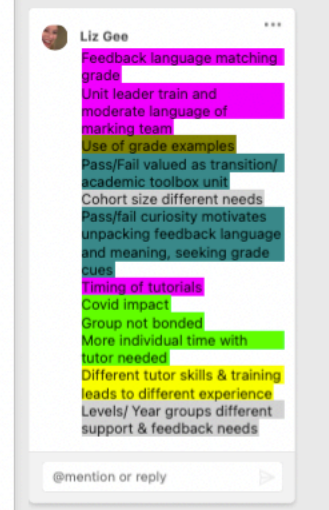 Liz Gee
Feedback language matching
grade
Unit leader train and
moderate language of
marking team
Use of grade examples
Pass/Fail valued as transition/
academic toolbox unit
Cohort size different needs
Pass/fail curiosity motivates
unpacking feedback language
and meaning, seeking grade
cues
Timing of tutorials
Covid impact
Group not bonded
More individual time with
tutor needed
Different tutor skills & training
leads to different experience
Levels/ Year groups different
support & feedback needs
@mention or reply